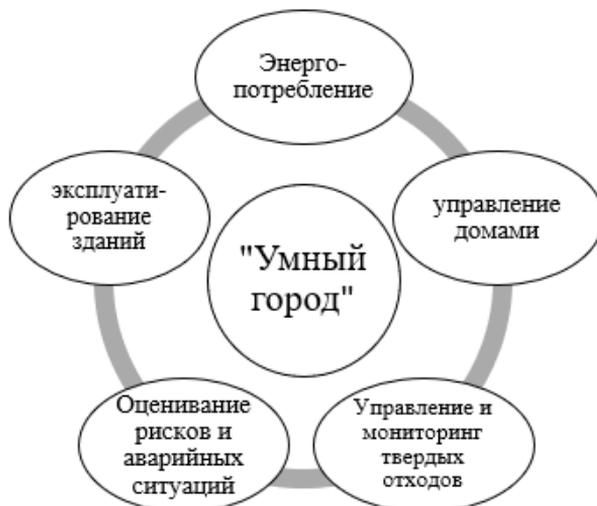 Энерго-
потребление
эксплуати-
рование
зданий
управление
домами
"Умный
город"
Оценивание
рисков и
аварийных
ситуаций
Управление и
мониторинг
твердых
отходов